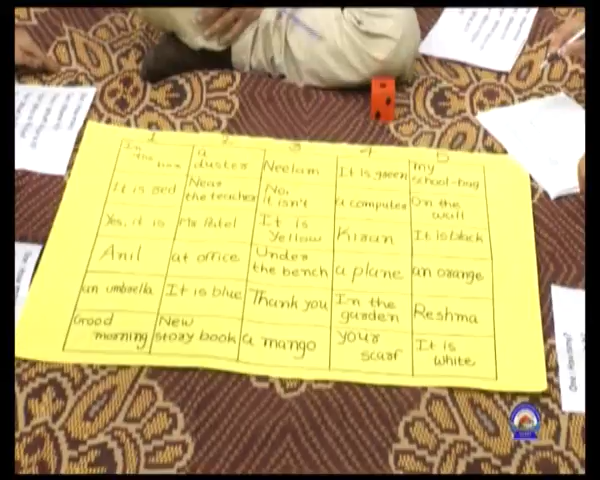 1 2 3 4 5
In the box
a duster
Neelam
It is green
my school-bag
It is red
Near the teacher
No, it isn't
a computer
On the wall
Yes, it is
Mr Patel
It is Yellow
Kiran
It is black
Anil
at office
Under the bench
a plane
an orange
an umbrella
It is blue
Thank you
In the garden
Reshma
Good morning
New story book
a mango
your scarf
It is white